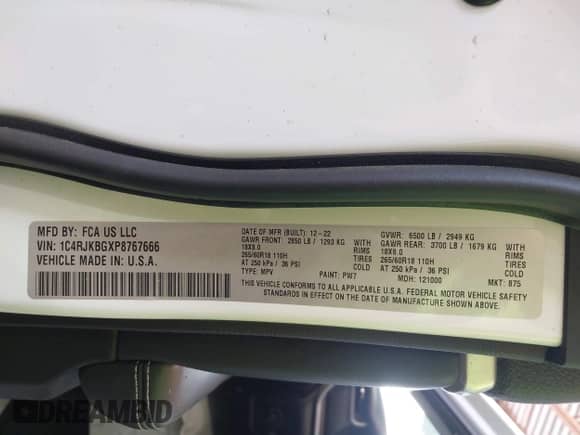 MFD BY: FCA US LLC
VIN: 1C4RJKBGXP8767666
VEHICLE MADE IN: U.S.A.
DATE OF MFR (BUILT): 12-22 GVWR: 6500 LB / 2949 KG
GAWR FRONT: 2850 LB / 1293 KG WITH GAWR REAR: 3700 LB / 1679 KG WITH
18X8.0 RIMS 18X8.0 RIMS
265/60R18 110H TIRES 265/60R18 110H TIRES
AT 250 kPa / 36 PSI COLD AT 250 kPa / 36 PSI COLD
TYPE: MPV PAINT: PW7 MDH: 121000 MKT: 875
THIS VEHICLE CONFORMS TO ALL APPLICABLE U.S.A. FEDERAL MOTOR VEHICLE SAFETY
STANDARDS IN EFFECT ON THE DATE OF MANUFACTURE SHOWN ABOVE.
DREAMBID